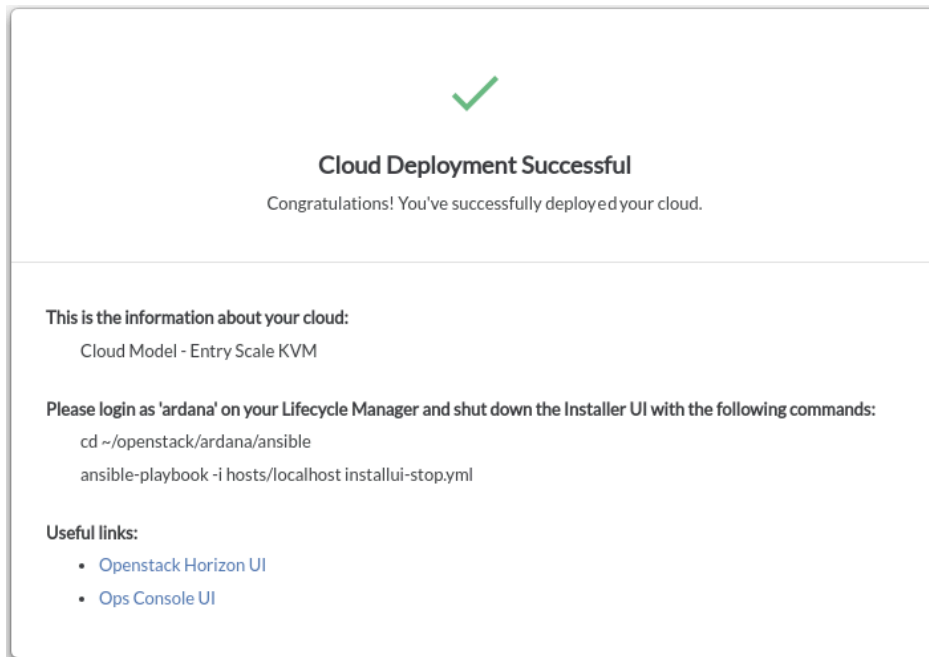 Cloud Deployment Successful
Congratulations! You've successfully deployed your cloud.
This is the information about your cloud:
Cloud Model - Entry Scale KVM
Please login as 'ardana' on your Lifecycle Manager and shut down the Installer UI with the following commands:
cd ~/openstack/ardana/ansible
ansible-playbook -i hosts/localhost installui-stop.yml
Useful links:
• Openstack Horizon UI
• Ops Console UI